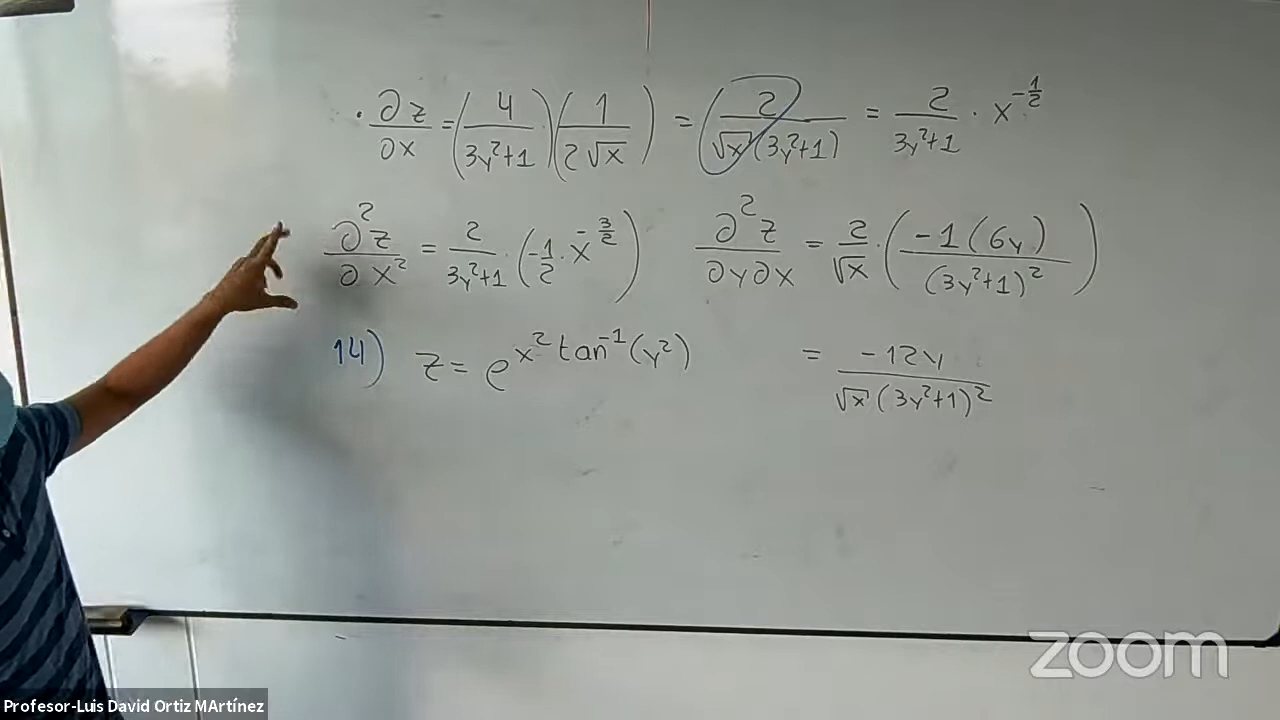 . ∂z/∂x = (4/(3y²+1))(1/(2√x)) = (2/(√x(3y²+1)) = 2/(3y²+1) · x^(-1/2)
∂²z/∂x² = 2/(3y²+1) · (-1/2 · x^(-3/2)) ∂²z/∂y∂x = 2/√x · (-1(6y)/(3y²+1)²)
14) z = e^(x² tan⁻¹(y²)) = -12y/(√x(3y²+1)²)
zoom
Profesor-Luis David Ortiz MArtínez